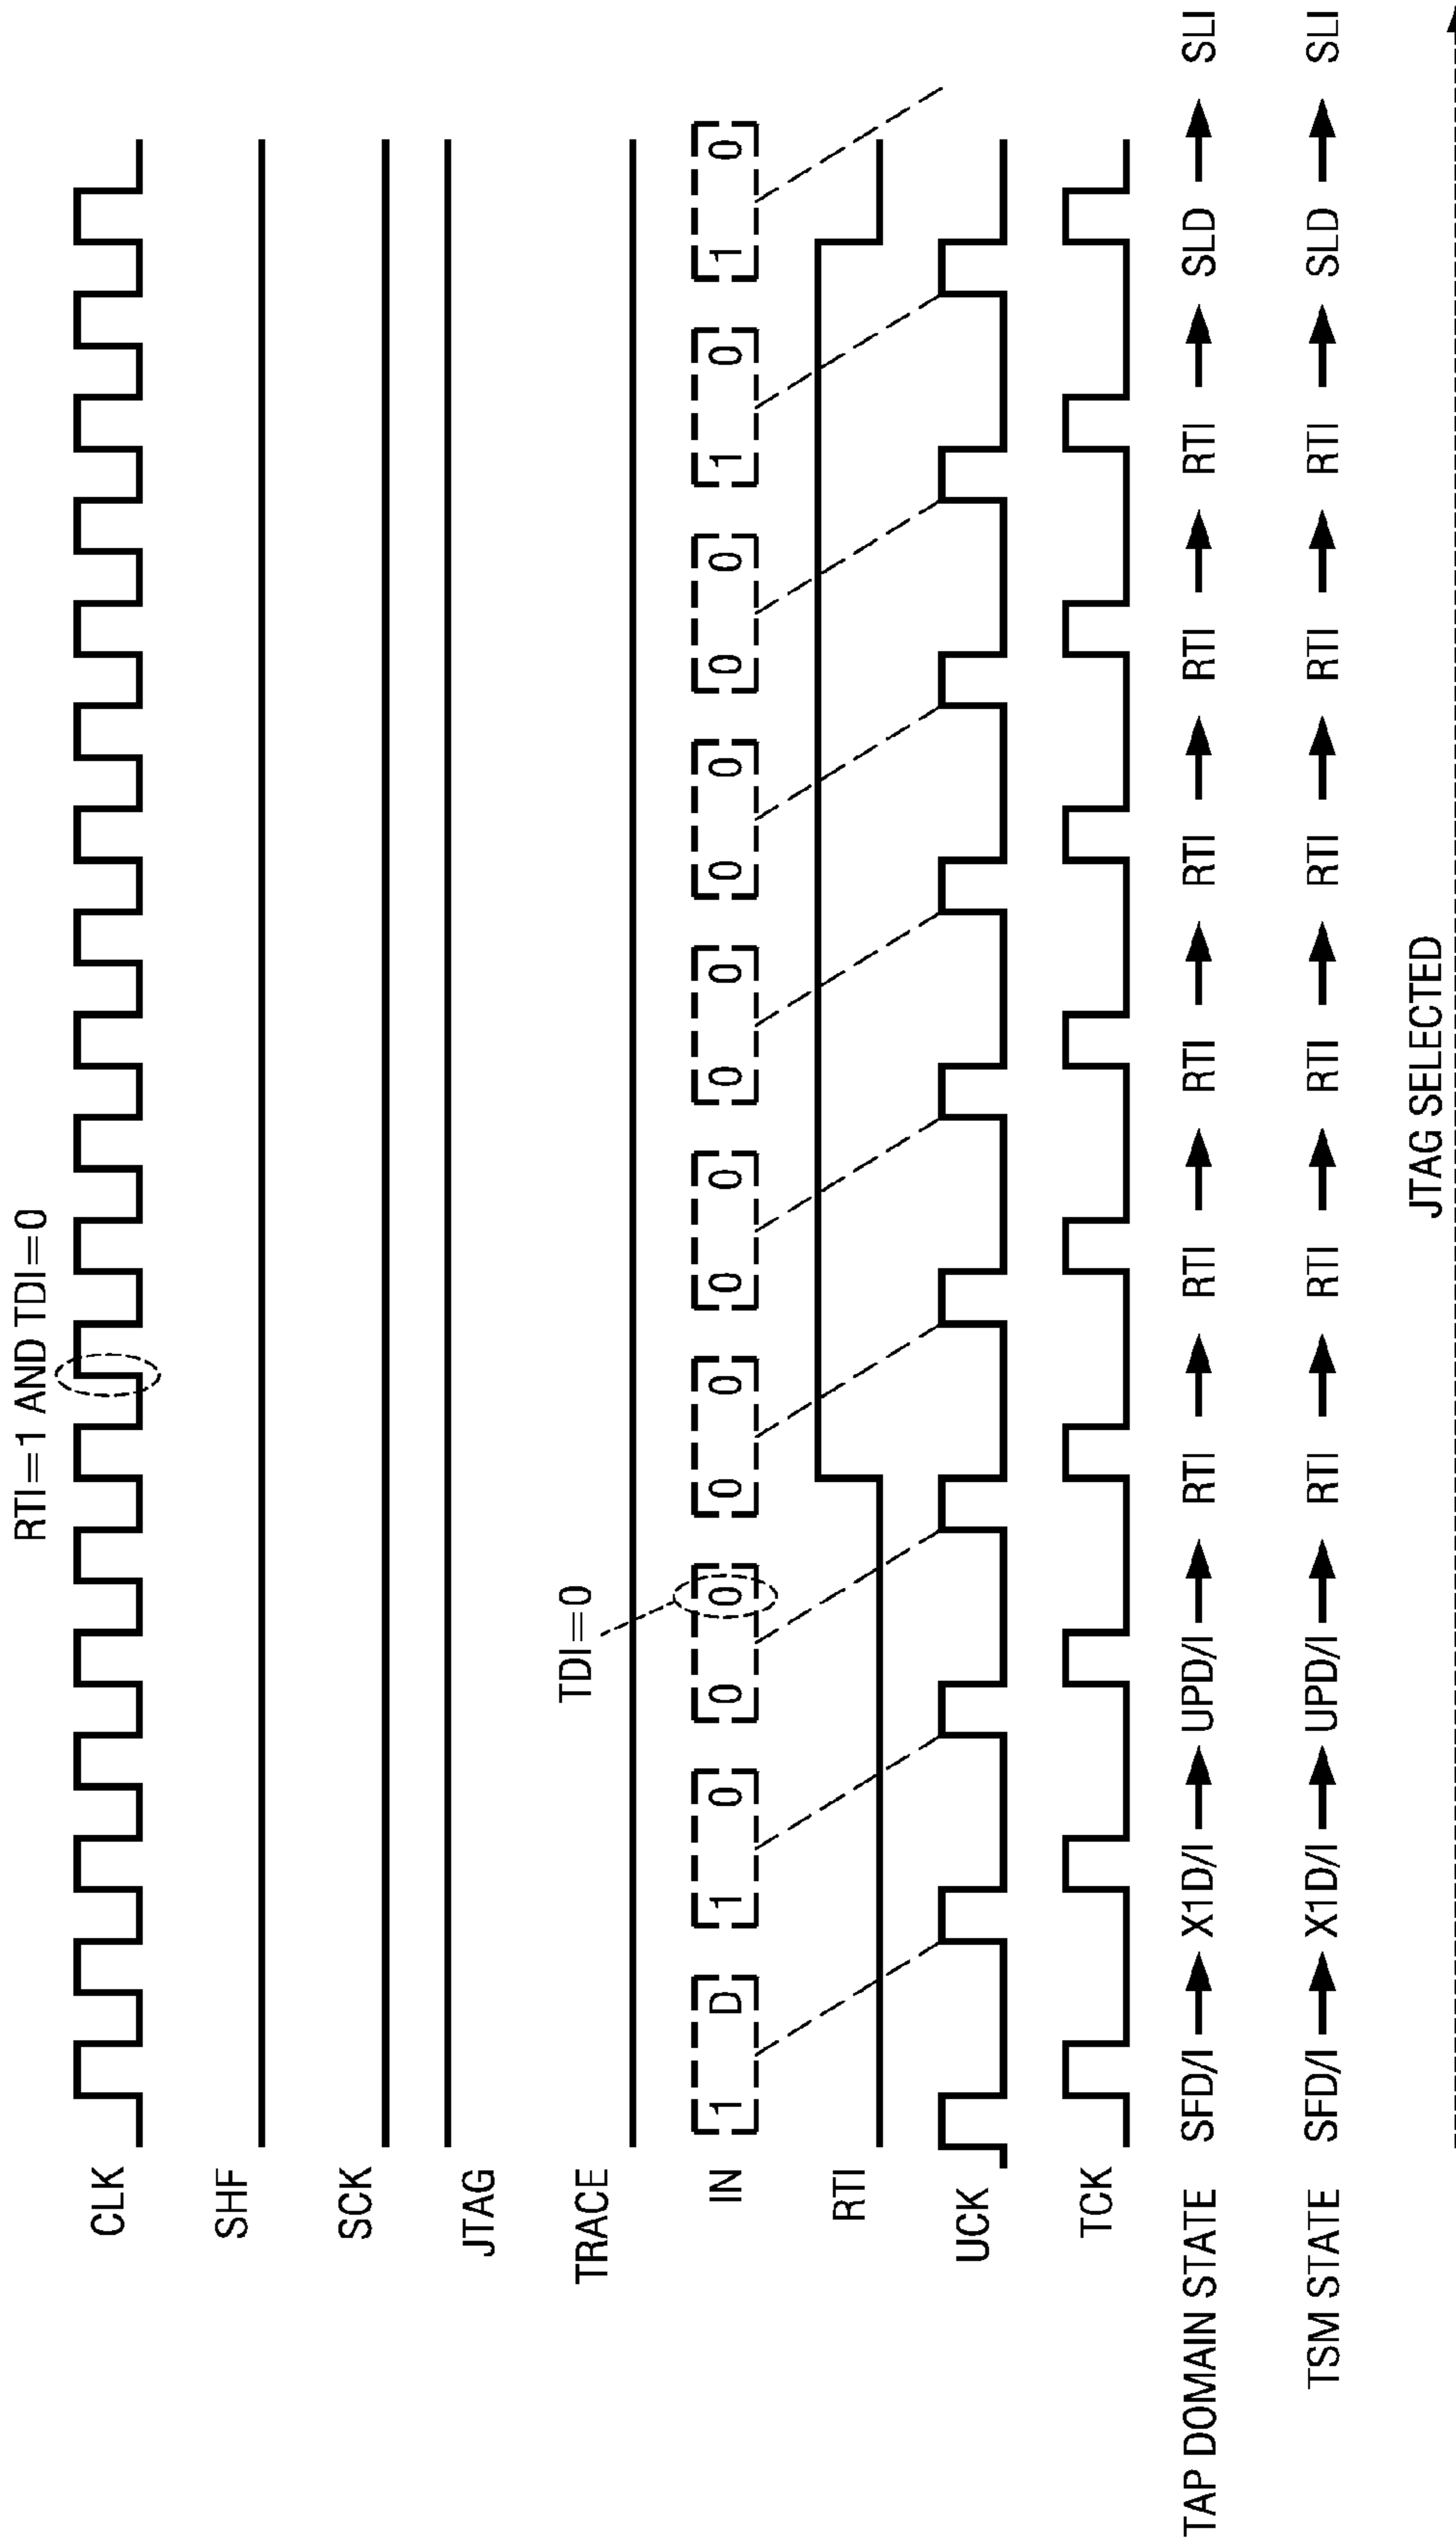 RTI=1 AND TDI=0
CLK
SHF
SCK
JTAG
TDI=0
TRACE
IN 1 D 1 0 0 0 0 0 0 0 0 0 0 0 0 0 1 0 1 0
RTI
UCK
TCK
TAP DOMAIN STATE SFD/I → X1D/I → UPD/I → RTI → RTI → RTI → RTI → RTI → RTI → SLD → SLI
TSM STATE SFD/I → X1D/I → UPD/I → RTI → RTI → RTI → RTI → RTI → RTI → SLD → SLI
JTAG SELECTED